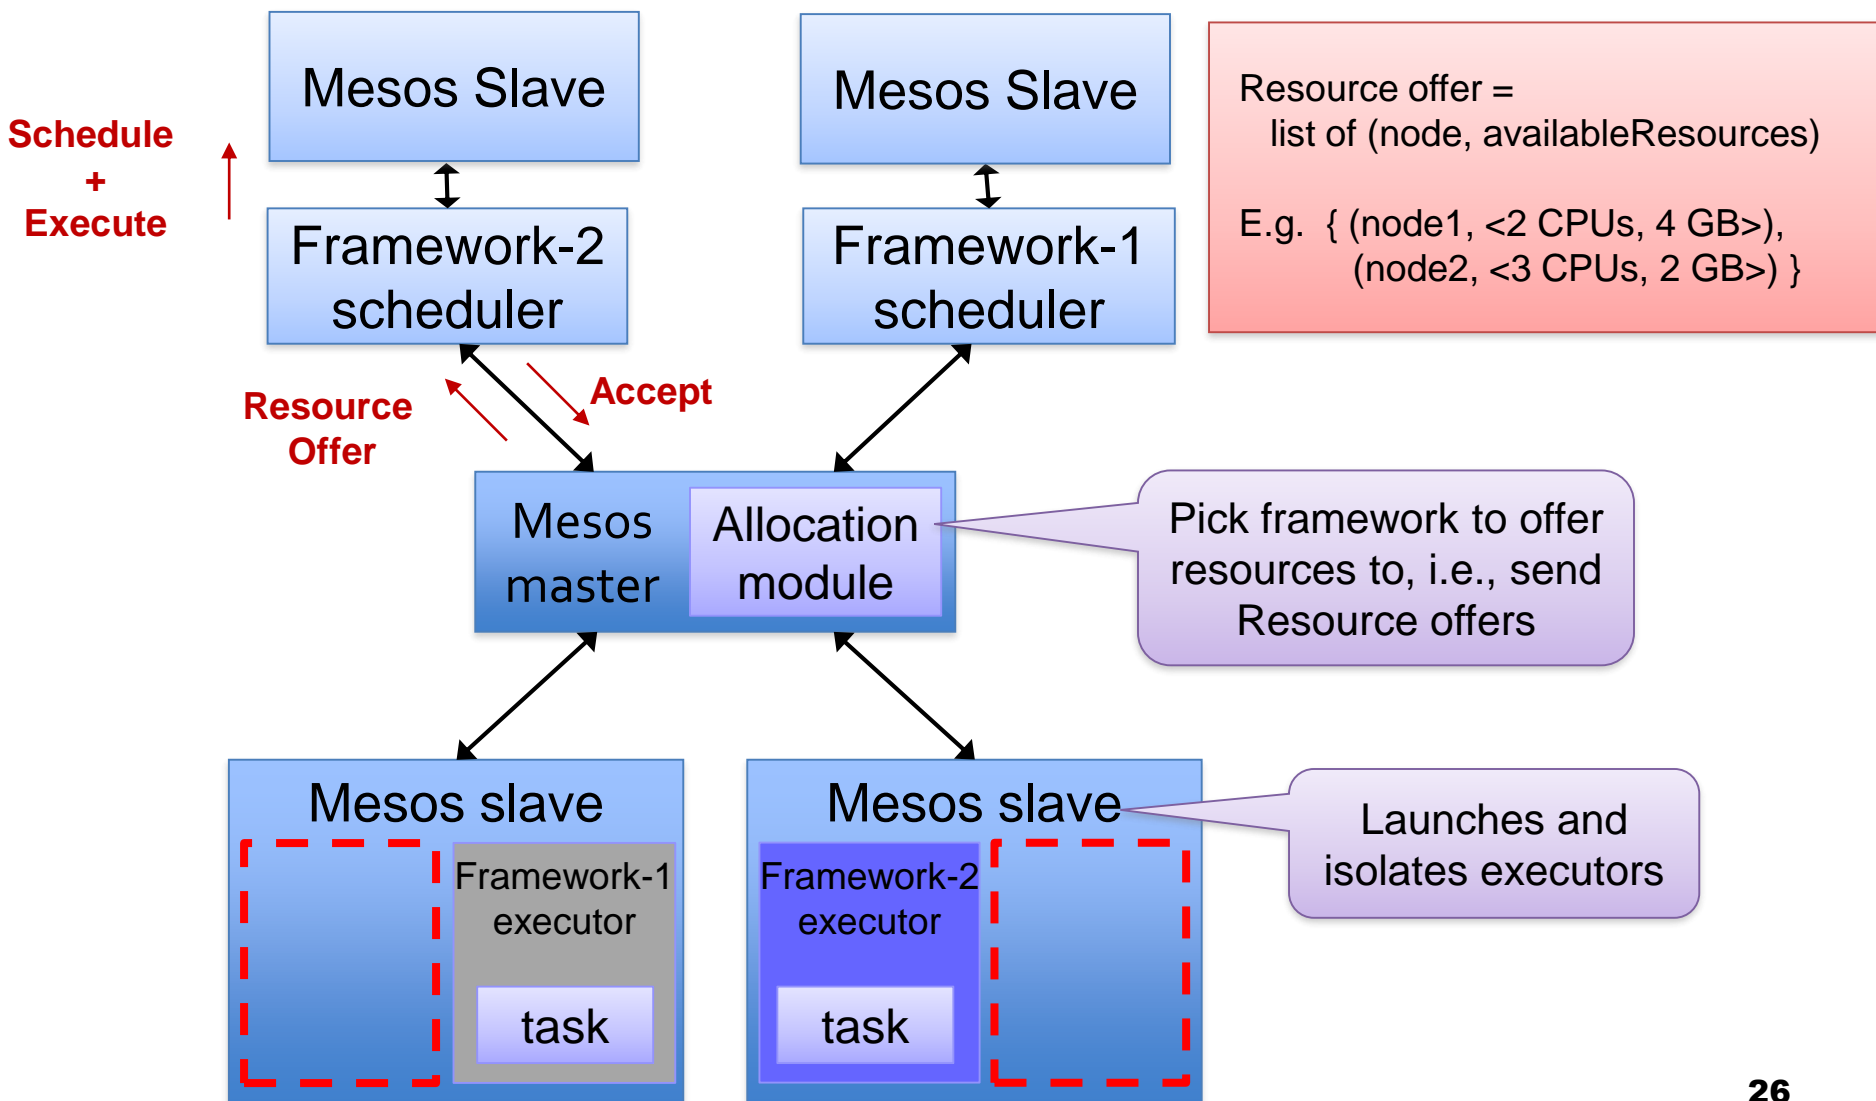 Mesos Slave
Mesos Slave
Resource offer =
list of (node, availableResources)
E.g. { (node1, <2 CPUs, 4 GB>),
(node2, <3 CPUs, 2 GB>) }
Schedule
+
Execute
Framework-2
scheduler
Framework-1
scheduler
Resource
Offer
Accept
Mesos
master
Allocation
module
Pick framework to offer
resources to, i.e., send
Resource offers
Mesos slave
Framework-1
executor
task
Mesos slave
Framework-2
executor
task
Launches and
isolates executors
26